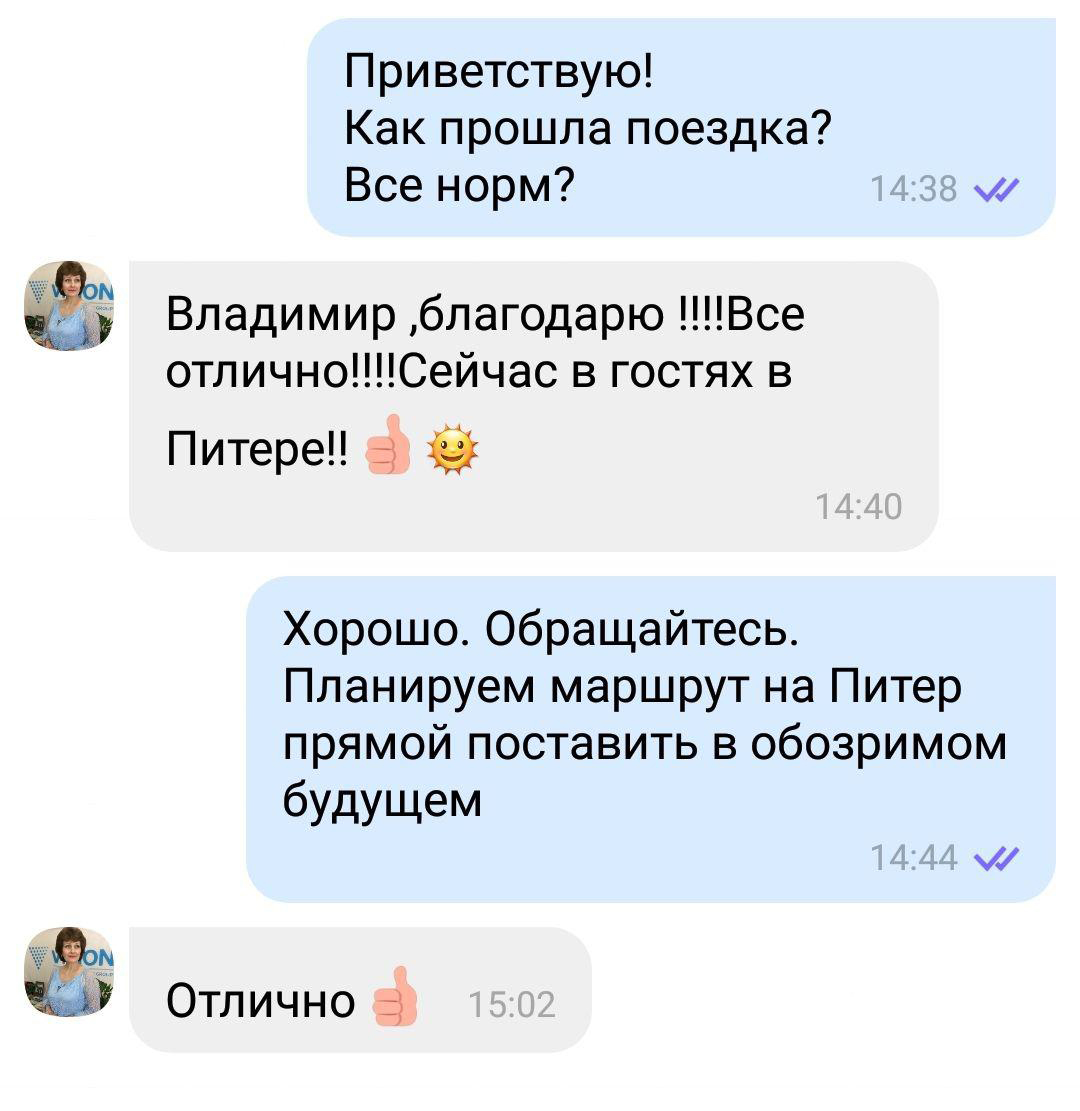 Приветствую!
Как прошла поездка?
Все норм?
14:38
Владимир ,благодарю !!!!Все
отлично!!!!Сейчас в гостях в
Питере!! 👍 🌞
14:40
Хорошо. Обращайтесь.
Планируем маршрут на Питер
прямой поставить в обозримом
будущем
14:44
Отлично 👍 15:02